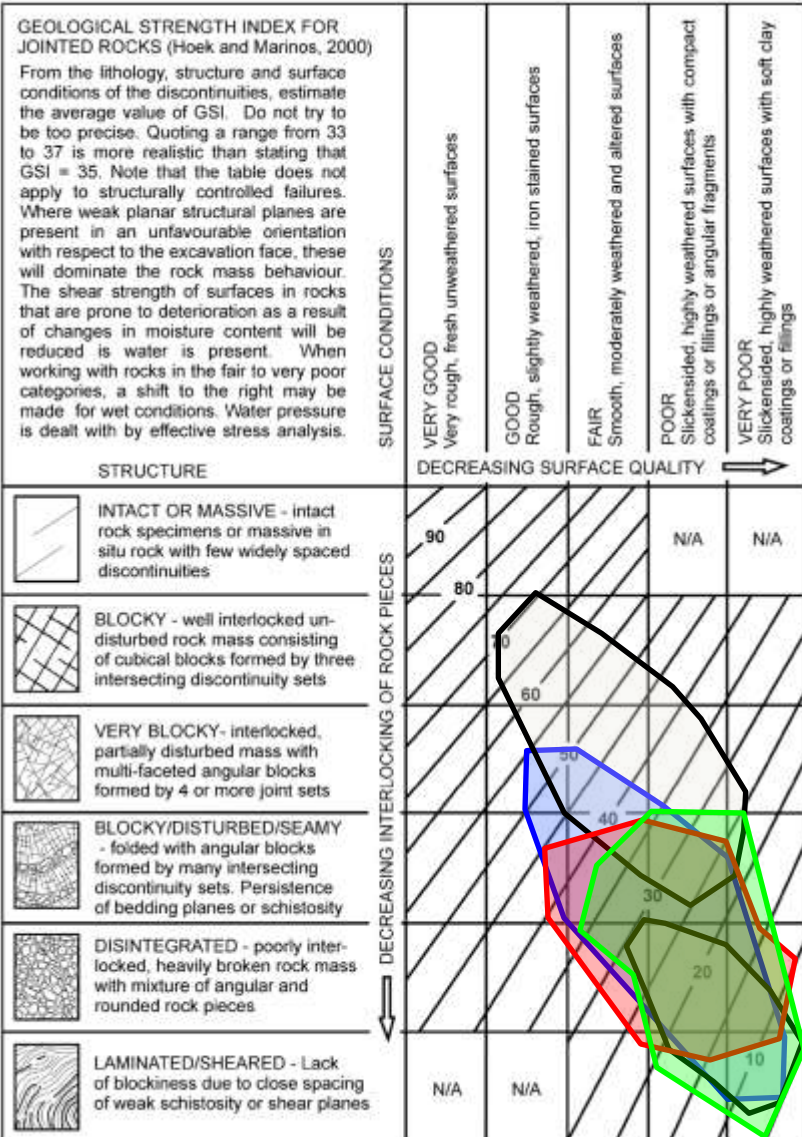 GEOLOGICAL STRENGTH INDEX FOR
JOINTED ROCKS (Hoek and Marinos, 2000)
From the lithology, structure and surface
conditions of the discontinuities, estimate
the average value of GSI. Do not try to
be too precise. Quoting a range from 33
to 37 is more realistic than stating that
GSI = 35. Note that the table does not
apply to structurally controlled failures.
Where weak planar structural planes are
present in an unfavourable orientation
with respect to the excavation face, these
will dominate the rock mass behaviour.
The shear strength of surfaces in rocks
that are prone to deterioration as a result
of changes in moisture content will be
reduced is water is present. When
working with rocks in the fair to very poor
categories, a shift to the right may be
made for wet conditions. Water pressure
is dealt with by effective stress analysis.
STRUCTURE
SURFACE CONDITIONS
VERY GOOD
Very rough, fresh unweathered surfaces
GOOD
Rough, slightly weathered, iron stained surfaces
FAIR
Smooth, moderately weathered and altered surfaces
POOR
Slickensided, highly weathered surfaces with compact
coatings or fillings or angular fragments
VERY POOR
Slickensided, highly weathered surfaces with soft clay
coatings or fillings
DECREASING SURFACE QUALITY
INTACT OR MASSIVE - intact
rock specimens or massive in
situ rock with few widely spaced
discontinuities
BLOCKY - well interlocked un-
disturbed rock mass consisting
of cubical blocks formed by three
intersecting discontinuity sets
VERY BLOCKY- interlocked,
partially disturbed mass with
multi-faceted angular blocks
formed by 4 or more joint sets
BLOCKY/DISTURBED/SEAMY
- folded with angular blocks
formed by many intersecting
discontinuity sets. Persistence
of bedding planes or schistosity
DISINTEGRATED - poorly inter-
locked, heavily broken rock mass
with mixture of angular and
rounded rock pieces
LAMINATED/SHEARED - Lack
of blockiness due to close spacing
of weak schistosity or shear planes
DECREASING INTERLOCKING OF ROCK PIECES
90
N/A
N/A
80
70
60
50
40
30
20
10
N/A
N/A